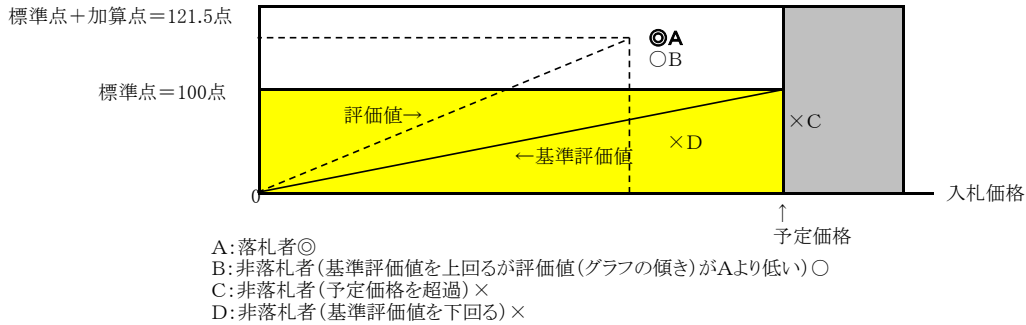 標準点＋加算点＝121.5点
◎A
○B
標準点＝100点
評価値→
×C
×D
←基準評価値
0
入札価格
↑
予定価格
A：落札者◎
B：非落札者（基準評価値を上回るが評価値（グラフの傾き）がAより低い）○
C：非落札者（予定価格を超過）×
D：非落札者（基準評価値を下回る）×